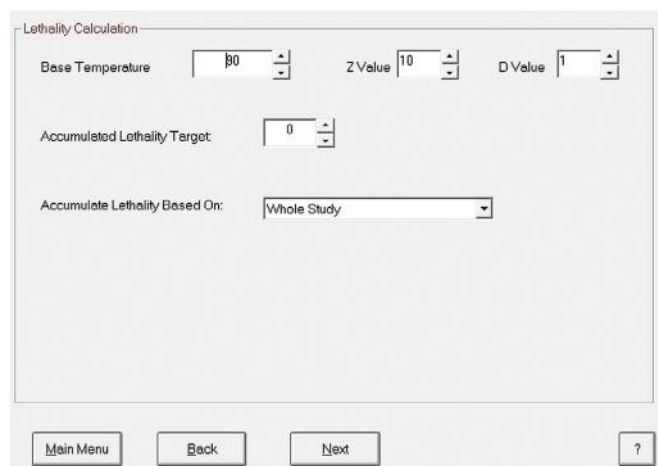 Lethality Calculation
Base Temperature 90 Z Value 10 D Value 1
Accumulated Lethality Target: 0
Accumulate Lethality Based On: Whole Study
Main Menu Back Next ?